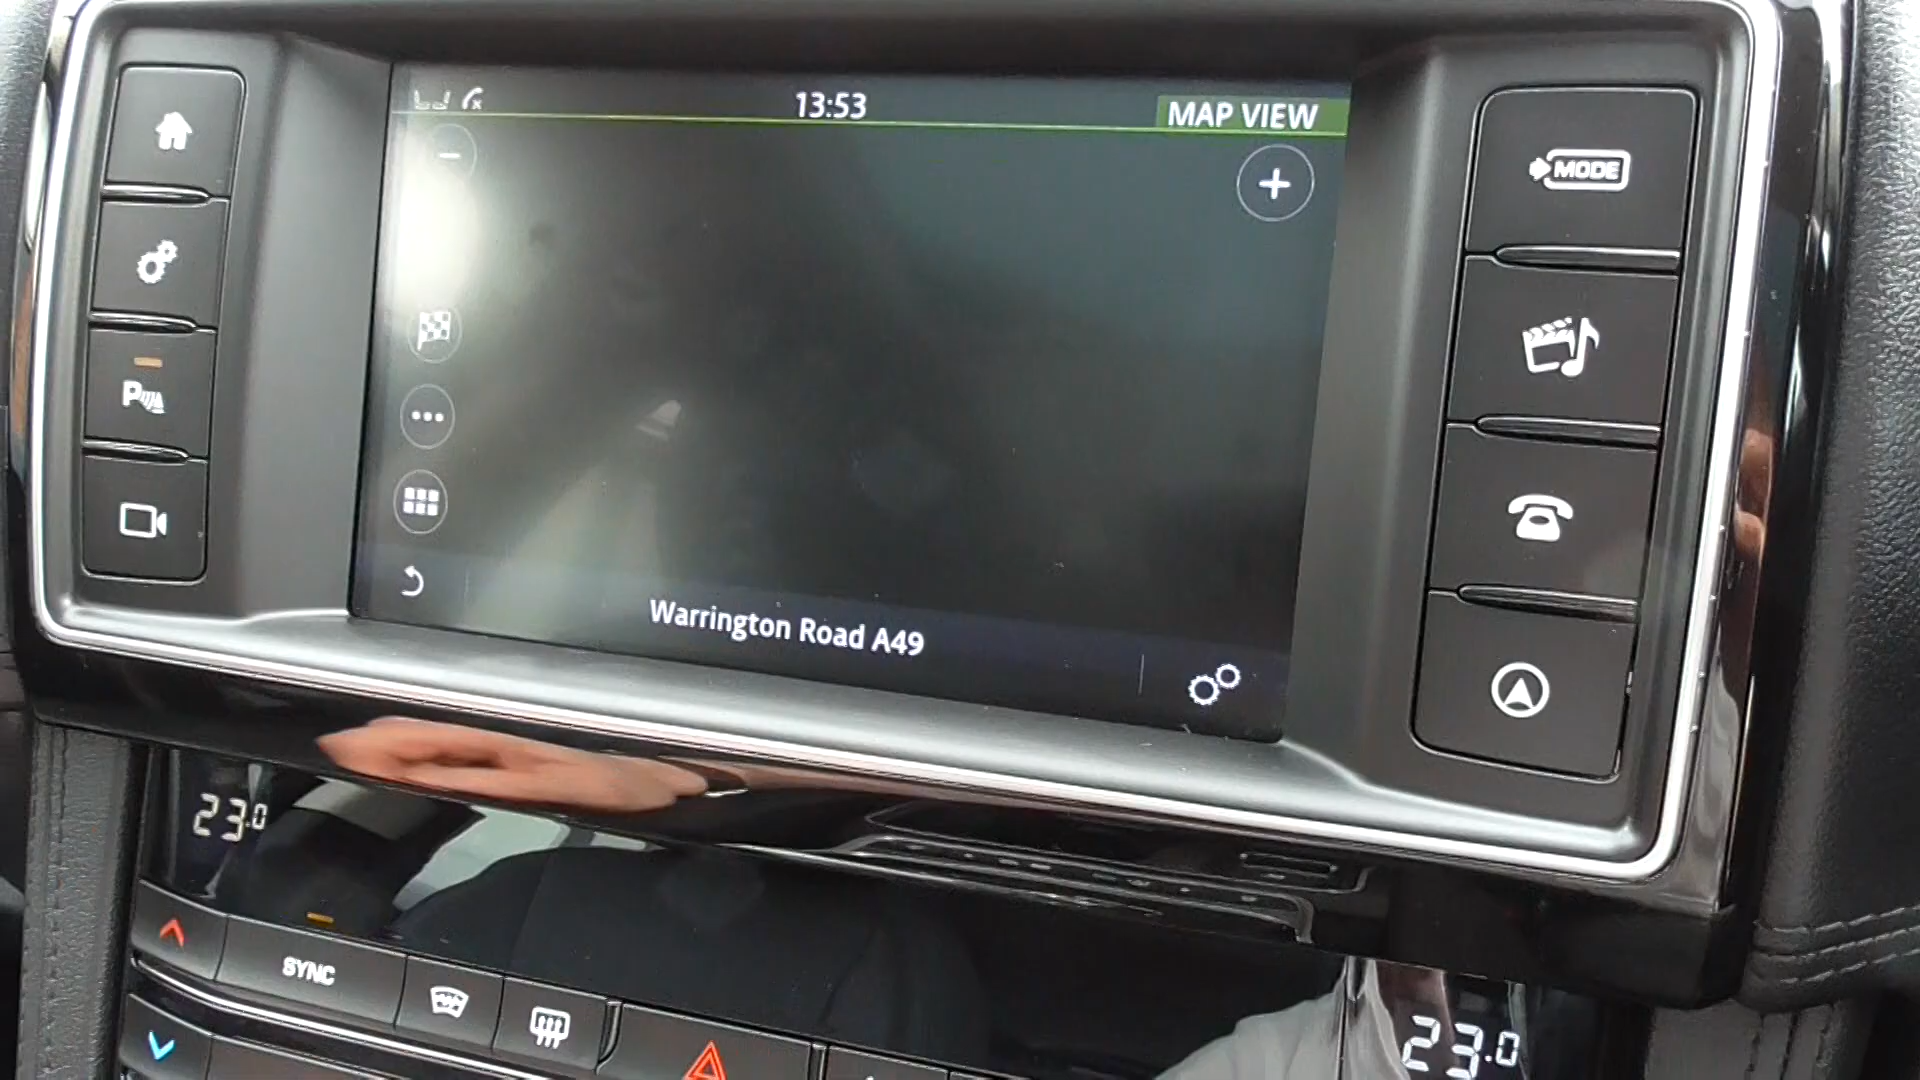 13:53
MAP VIEW
MODE
P
Warrington Road A49
23.0
SYNC
23.0